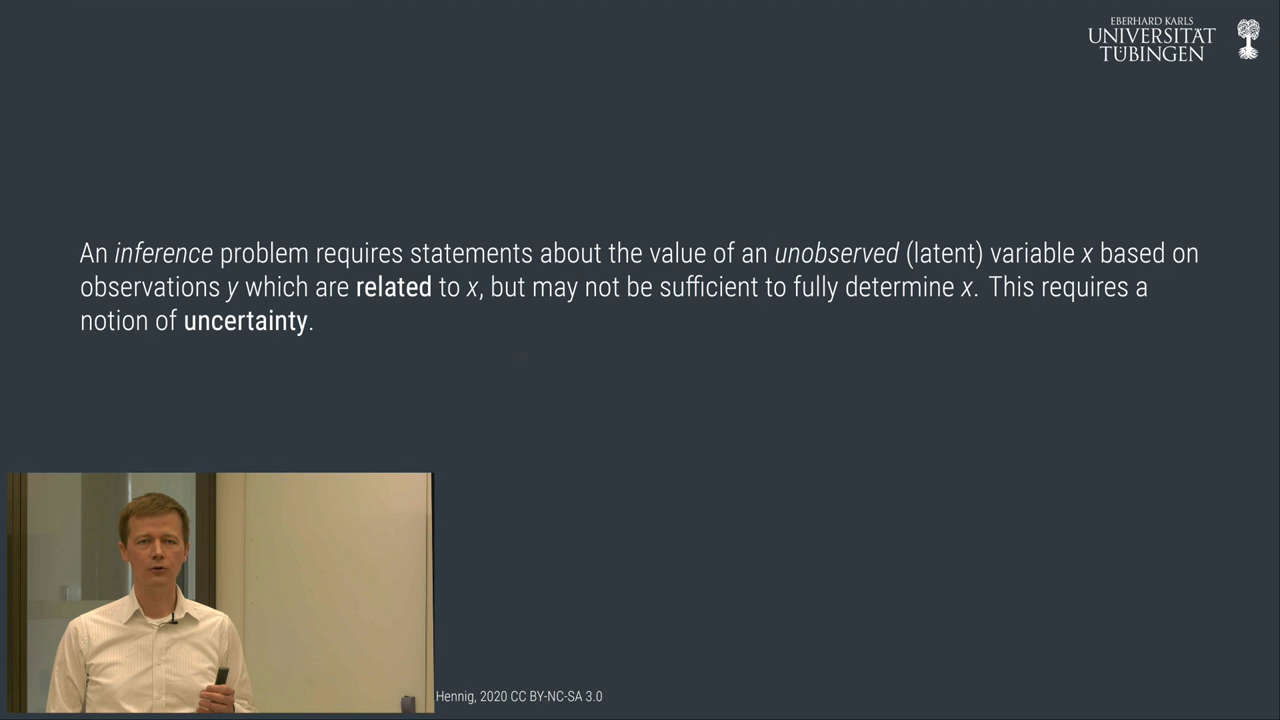 EBERHARD KARLS
UNIVERSITÄT
TÜBINGEN
An inference problem requires statements about the value of an unobserved (latent) variable x based on
observations y which are related to x, but may not be sufficient to fully determine x. This requires a
notion of uncertainty.
Hennig, 2020 CC BY-NC-SA 3.0